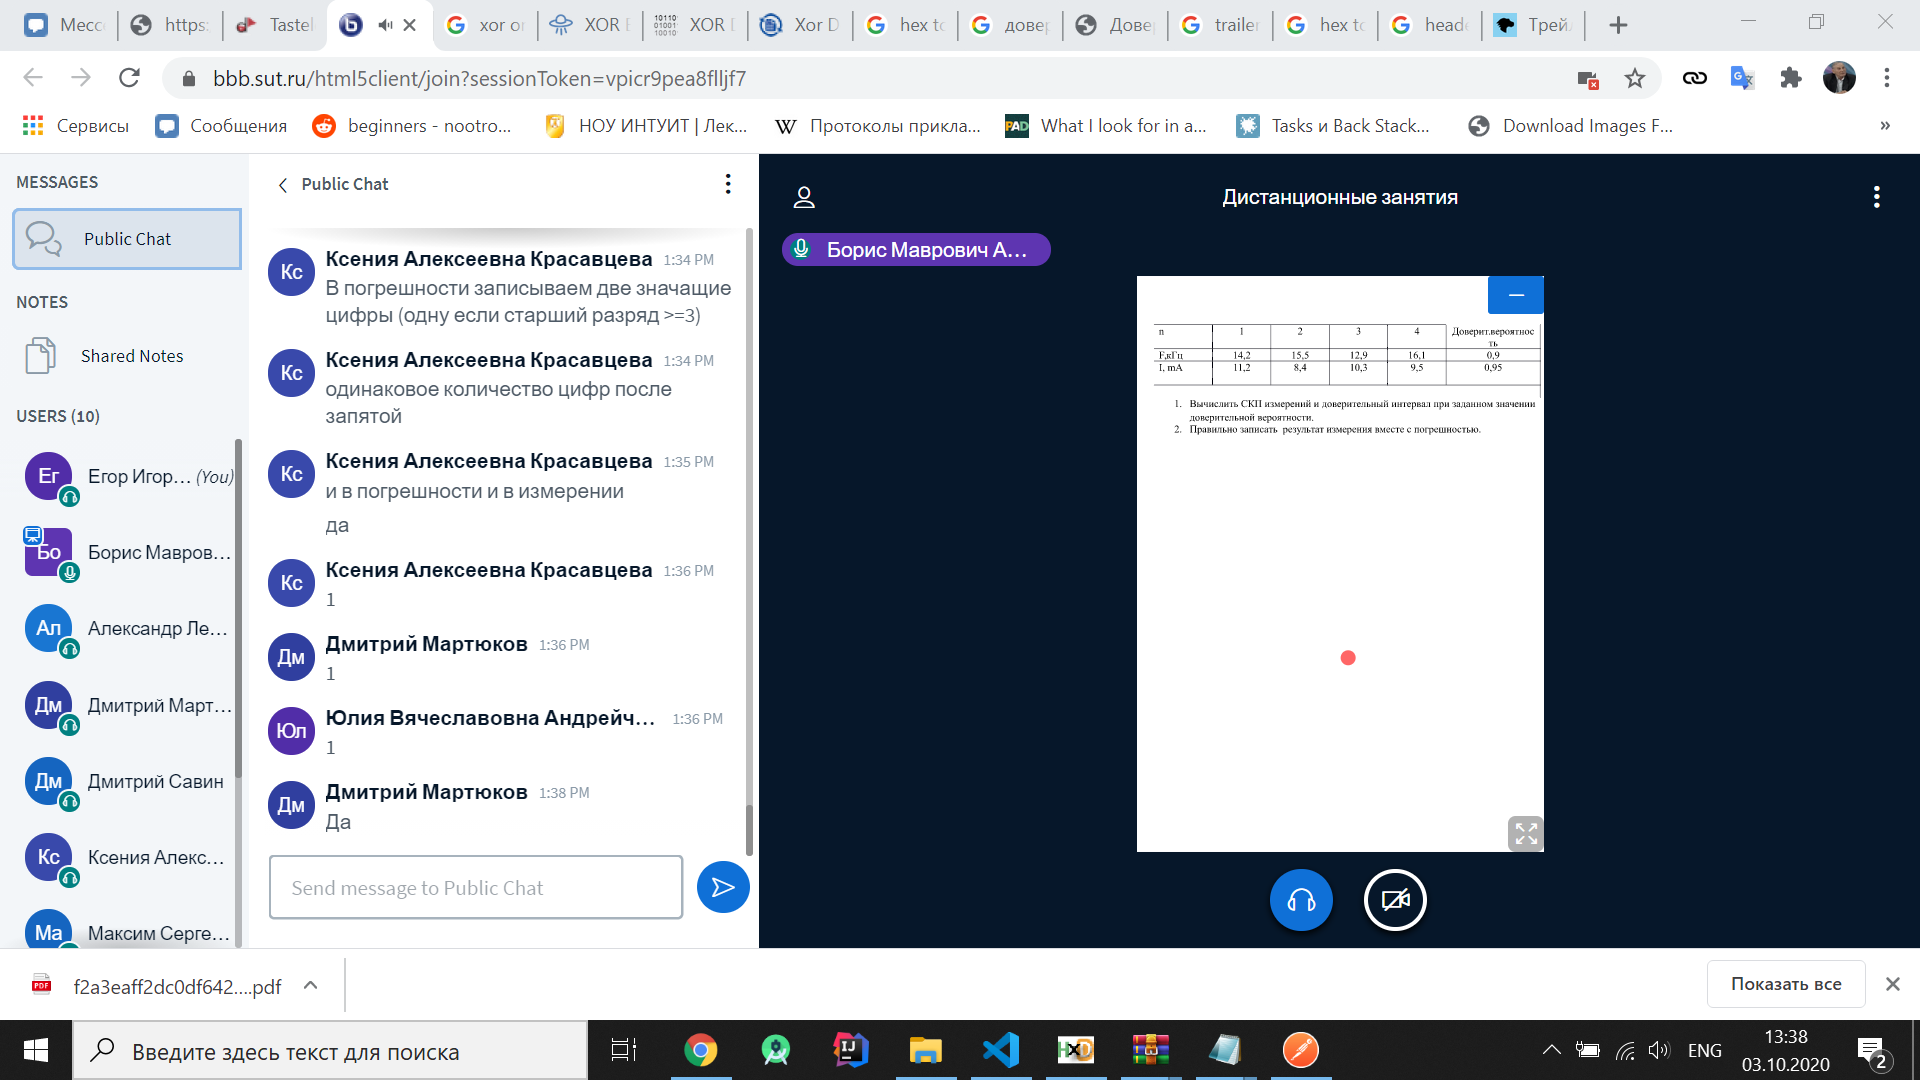 Месс
https:
Tastel
xor or
XOR E
XOR D
Xor D
hex to
довер
Довер
trailer
hex to
heade
Трейл
bbb.sut.ru/html5client/join?sessionToken=vpicr9pea8flljf7
Сервисы
Сообщения
beginners - nootro...
НОУ ИНТУИТ | Лек...
Протоколы прикла...
What I look for in a...
Tasks и Back Stack...
Download Images F...
»
MESSAGES
Public Chat
NOTES
Shared Notes
USERS (10)
Ег Егор Игор... (You)
Бо Борис Мавров...
Ал Александр Ле...
Дм Дмитрий Март...
Дм Дмитрий Савин
Кс Ксения Алекс...
Ма Максим Серге...
Public Chat
Кс Ксения Алексеевна Красавцева 1:34 PM
В погрешности записываем две значащие
цифры (одну если старший разряд >=3)
Кс Ксения Алексеевна Красавцева 1:34 PM
одинаковое количество цифр после
запятой
Кс Ксения Алексеевна Красавцева 1:35 PM
и в погрешности и в измерении
да
Кс Ксения Алексеевна Красавцева 1:36 PM
1
Дм Дмитрий Мартюков 1:36 PM
1
Юл Юлия Вячеславовна Андрейч... 1:36 PM
1
Дм Дмитрий Мартюков 1:38 PM
Да
Send message to Public Chat
Дистанционные занятия
Борис Маврович А...
n 1 2 3 4 Доверит.вероятнос
ть
F,кГц 14,2 15,5 12,9 16,1 0,9
I, mA 11,2 8,4 10,3 9,5 0,95
1. Вычислить СКП измерений и доверительный интервал при заданном значении
доверительной вероятности.
2. Правильно записать результат измерения вместе с погрешностью.
PDF f2a3eaff2dc0df642....pdf
Показать все
Введите здесь текст для поиска
ENG
13:38
03.10.2020
2